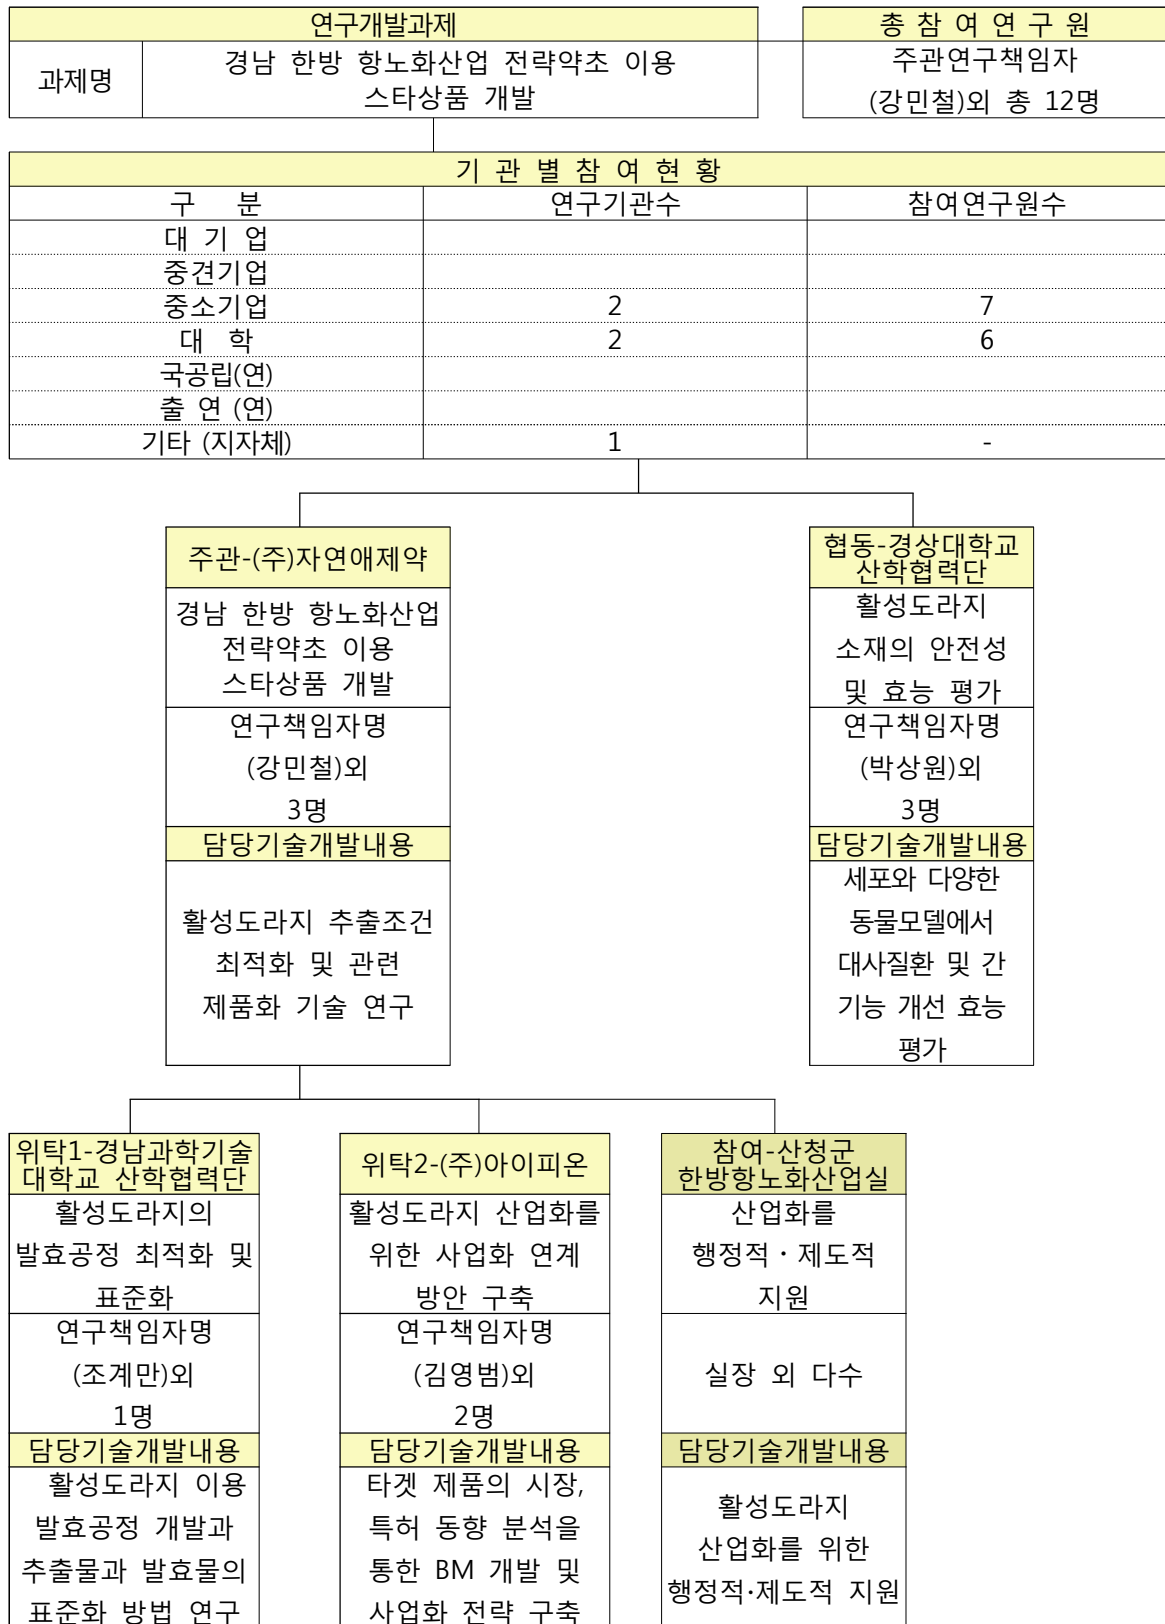 연구개발과제
총 참 여 연 구 원
과제명
경남 한방 항노화산업 전략약초 이용
스타상품 개발
주관연구책임자
(강민철)외 총 12명
기 관 별 참 여 현 황
구 분 연구기관수 참여연구원수
대 기 업
중견기업
중소기업 2 7
대 학 2 6
국공립(연)
출 연 (연)
기타 (지자체) 1 -
주관-(주)자연애제약
경남 한방 항노화산업
전략약초 이용
스타상품 개발
연구책임자명
(강민철)외
3명
담당기술개발내용
활성도라지 추출조건
최적화 및 관련
제품화 기술 연구
협동-경상대학교
산학협력단
활성도라지
소재의 안전성
및 효능 평가
연구책임자명
(박상원)외
3명
담당기술개발내용
세포와 다양한
동물모델에서
대사질환 및 간
기능 개선 효능
평가
위탁1-경남과학기술
대학교 산학협력단
활성도라지의
발효공정 최적화 및
표준화
연구책임자명
(조계만)외
1명
담당기술개발내용
활성도라지 이용
발효공정 개발과
추출물과 발효물의
표준화 방법 연구
위탁2-(주)아이피온
활성도라지 산업화를
위한 사업화 연계
방안 구축
연구책임자명
(김영범)외
2명
담당기술개발내용
타겟 제품의 시장,
특허 동향 분석을
통한 BM 개발 및
사업화 전략 구축
참여-산청군
한방항노화산업실
산업화를
행정적·제도적
지원
실장 외 다수
담당기술개발내용
활성도라지
산업화를 위한
행정적·제도적 지원